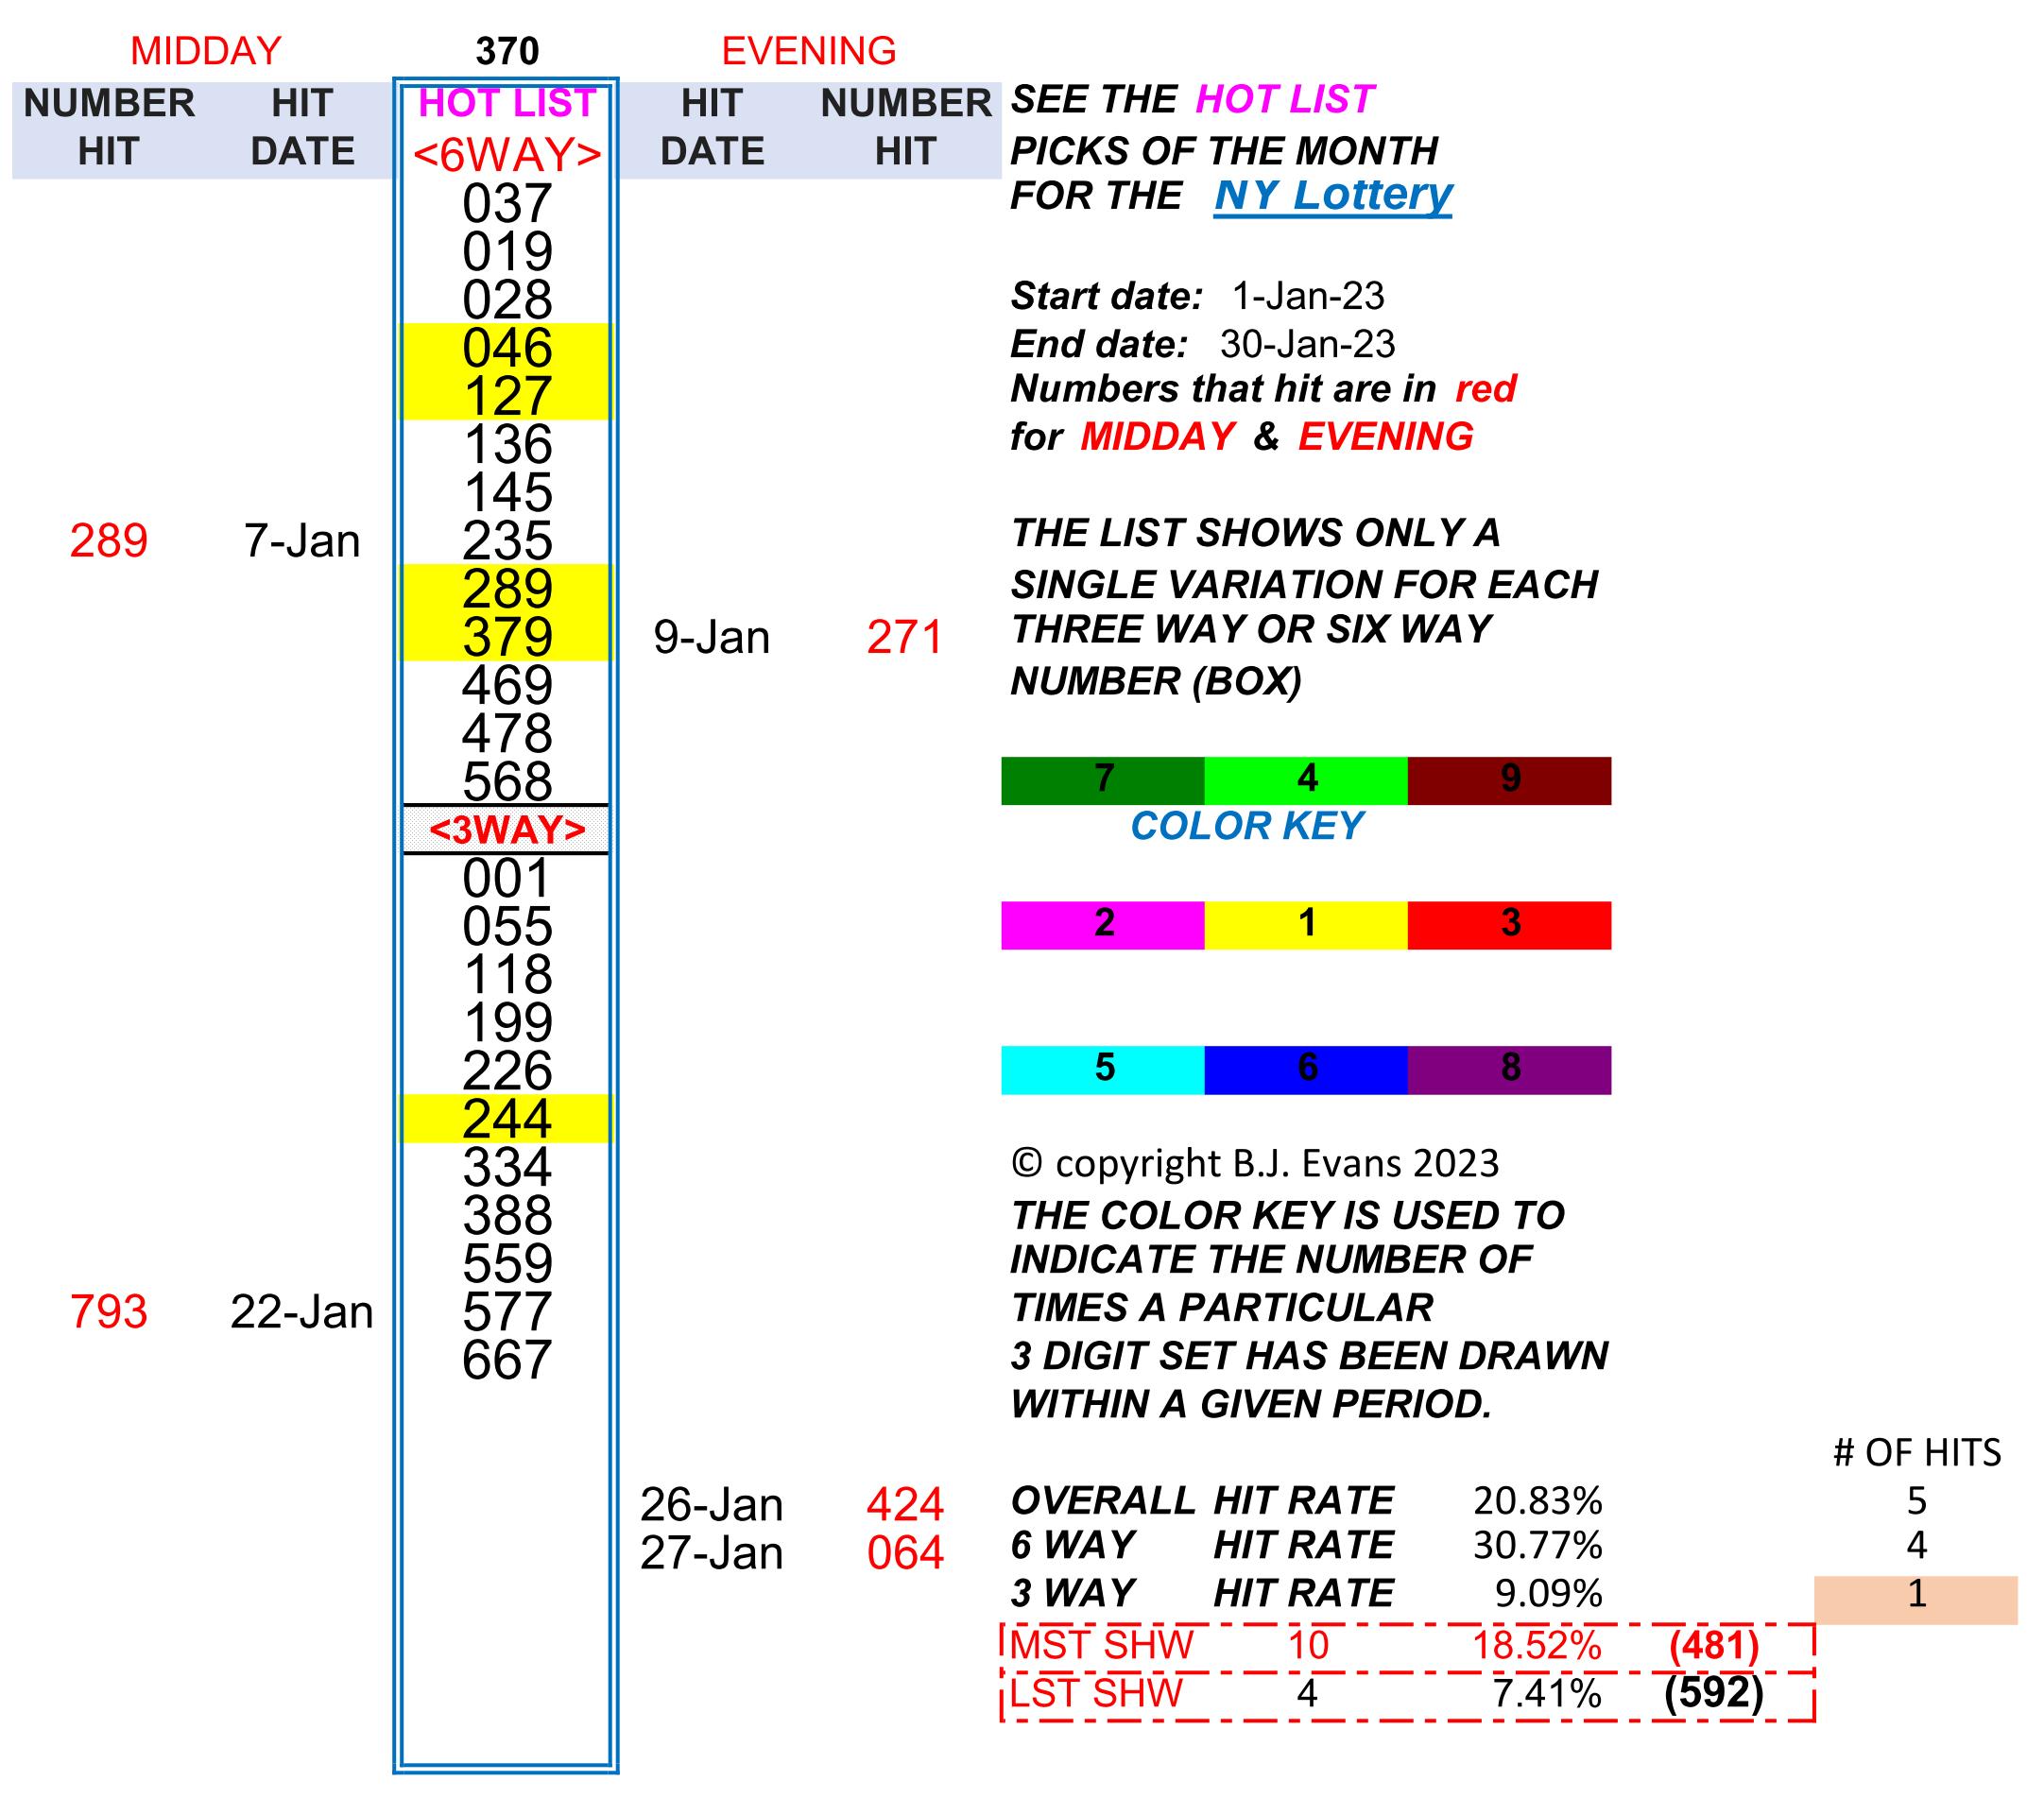 MIDDAY 370 EVENING
NUMBER HIT HOT LIST HIT NUMBER SEE THE HOT LIST
HIT DATE <6WAY> DATE HIT PICKS OF THE MONTH
037 FOR THE NY Lottery
019
028 Start date: 1-Jan-23
046 End date: 30-Jan-23
127 Numbers that hit are in red
136 for MIDDAY & EVENING
145
289 7-Jan 235 THE LIST SHOWS ONLY A
289 SINGLE VARIATION FOR EACH
379 9-Jan 271 THREE WAY OR SIX WAY
469 NUMBER (BOX)
478
568 7 4 9
<3WAY> COLOR KEY
001
055 2 1 3
118
199
226 5 6 8
244
334 © copyright B.J. Evans 2023
388 THE COLOR KEY IS USED TO
559 INDICATE THE NUMBER OF
793 22-Jan 577 TIMES A PARTICULAR
667 3 DIGIT SET HAS BEEN DRAWN
WITHIN A GIVEN PERIOD.
# OF HITS
26-Jan 424 OVERALL HIT RATE 20.83% 5
27-Jan 064 6 WAY HIT RATE 30.77% 4
3 WAY HIT RATE 9.09% 1
MST SHW 10 18.52% (481)
LST SHW 4 7.41% (592)